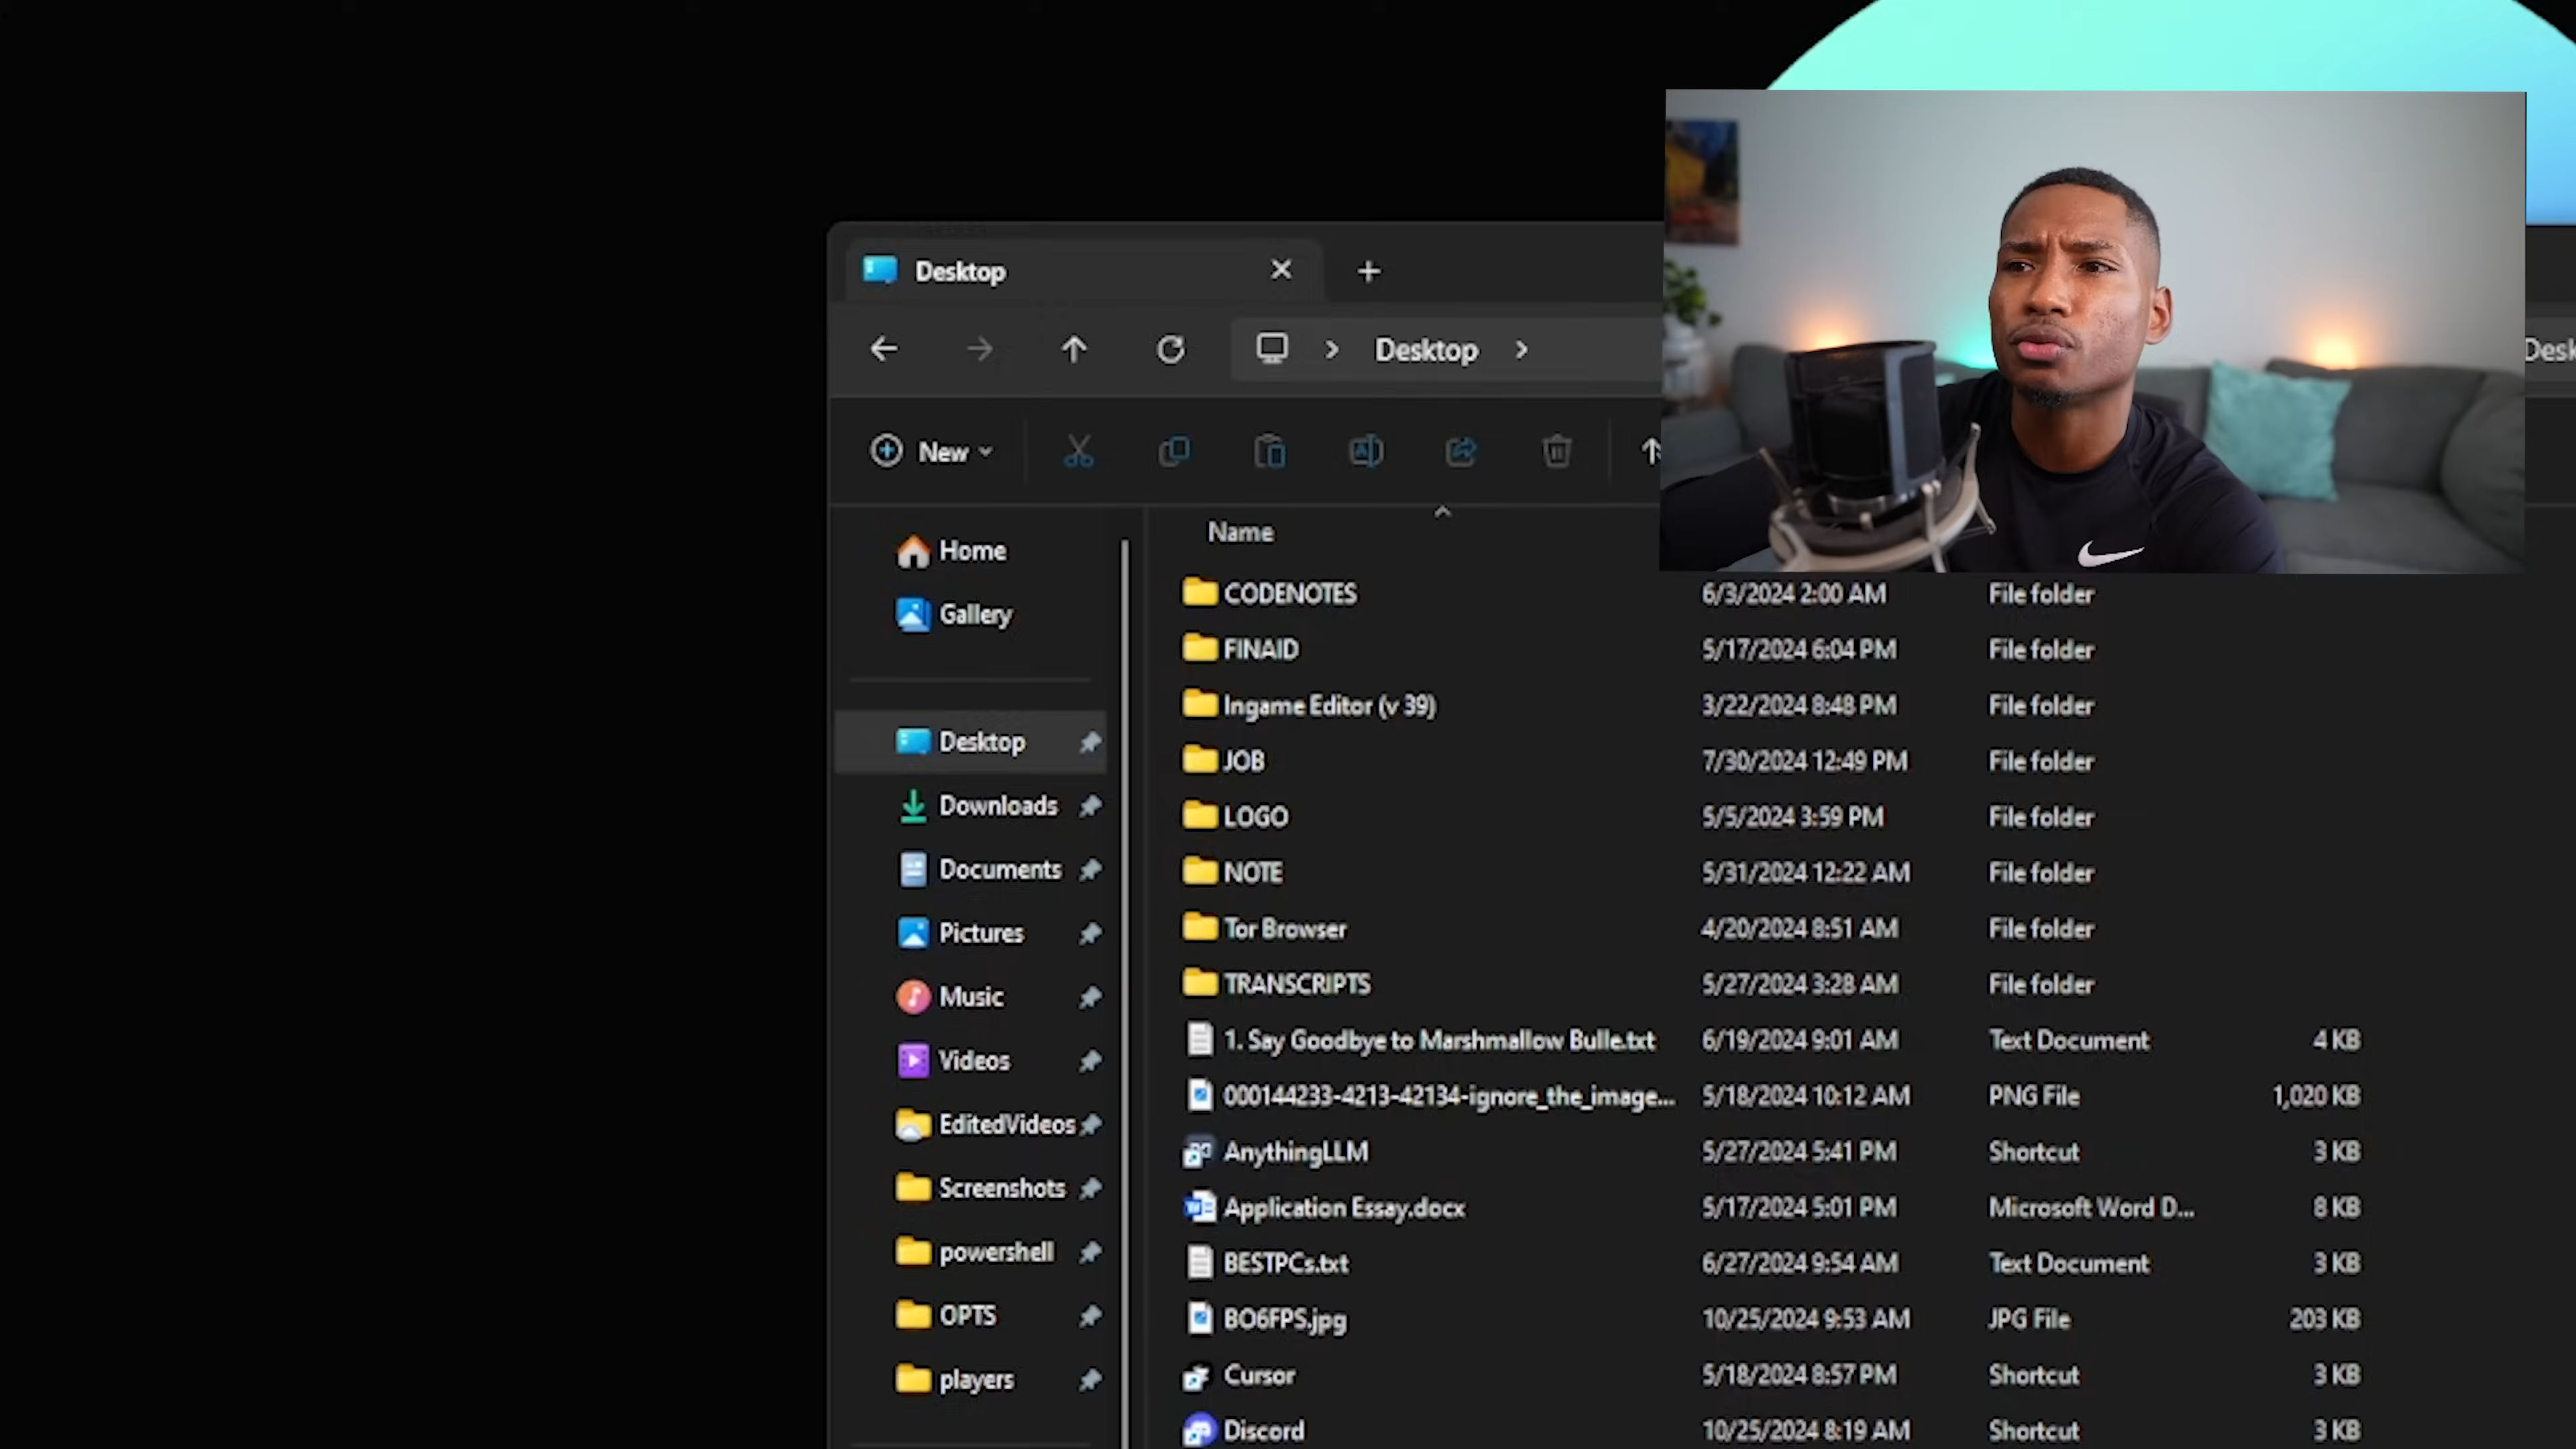 Desktop
Desktop
Desk
New
Name
Home
Gallery
Desktop
Downloads
Documents
Pictures
Music
Videos
EditedVideos
Screenshots
powershell
OPTS
players
CODENOTES 6/3/2024 2:00 AM File folder
FINAID 5/17/2024 6:04 PM File folder
Ingame Editor (v 39) 3/22/2024 8:48 PM File folder
JOB 7/30/2024 12:49 PM File folder
LOGO 5/5/2024 3:59 PM File folder
NOTE 5/31/2024 12:22 AM File folder
Tor Browser 4/20/2024 8:51 AM File folder
TRANSCRIPTS 5/27/2024 3:28 AM File folder
1. Say Goodbye to Marshmallow Bulle.txt 6/19/2024 9:01 AM Text Document 4 KB
000144233-4213-42134-ignore_the_image... 5/18/2024 10:12 AM PNG File 1,020 KB
AnythingLLM 5/27/2024 5:41 PM Shortcut 3 KB
Application Essay.docx 5/17/2024 5:01 PM Microsoft Word D... 8 KB
BESTPCs.txt 6/27/2024 9:54 AM Text Document 3 KB
BO6FPS.jpg 10/25/2024 9:53 AM JPG File 203 KB
Cursor 5/18/2024 8:57 PM Shortcut 3 KB
Discord 10/25/2024 8:19 AM Shortcut 3 KB